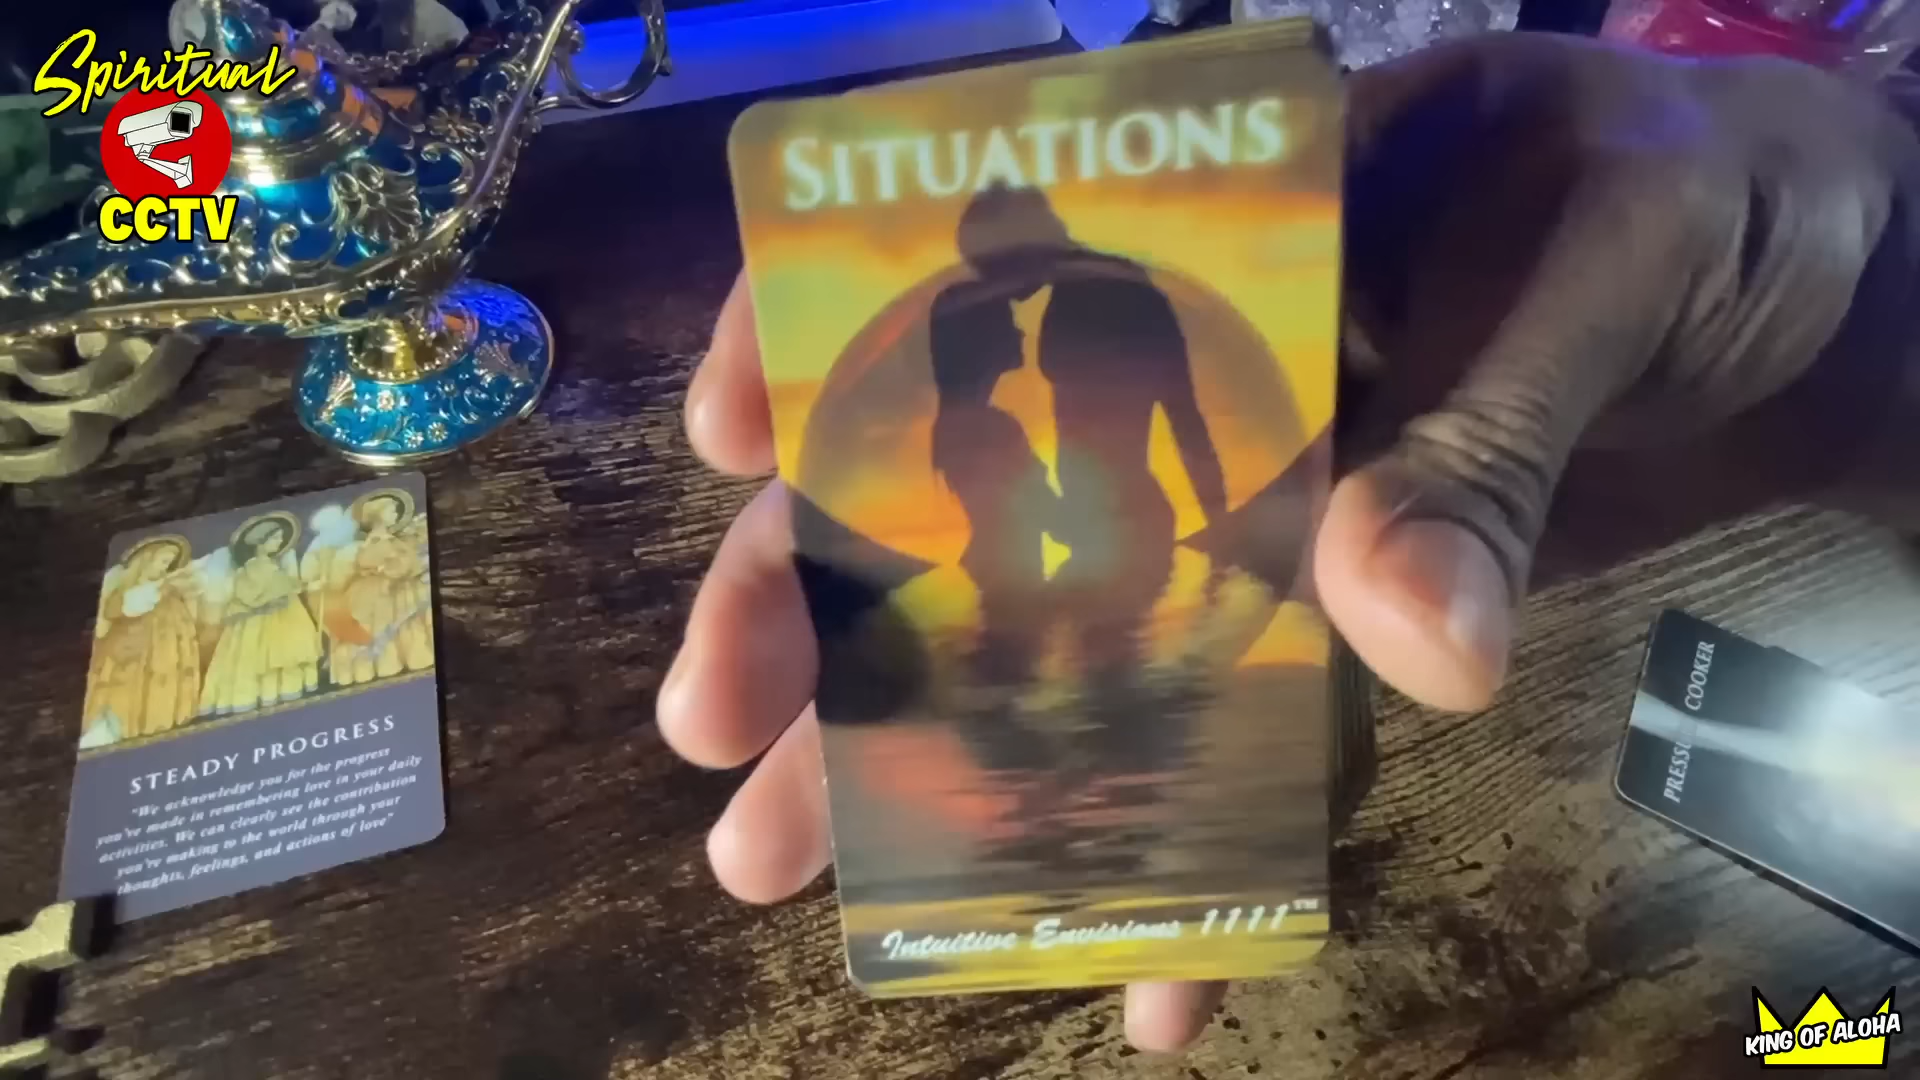 Spiritual
CCTV
SITUATIONS
Intuitive Envisions 1111™
STEADY PROGRESS
"We acknowledge you for the progress
you've made in remembering love in your daily
activities. We can clearly see the contribution
you're making to the world through your
thoughts, feelings, and actions of love"
PRESSURE COOKER
KING OF ALOHA